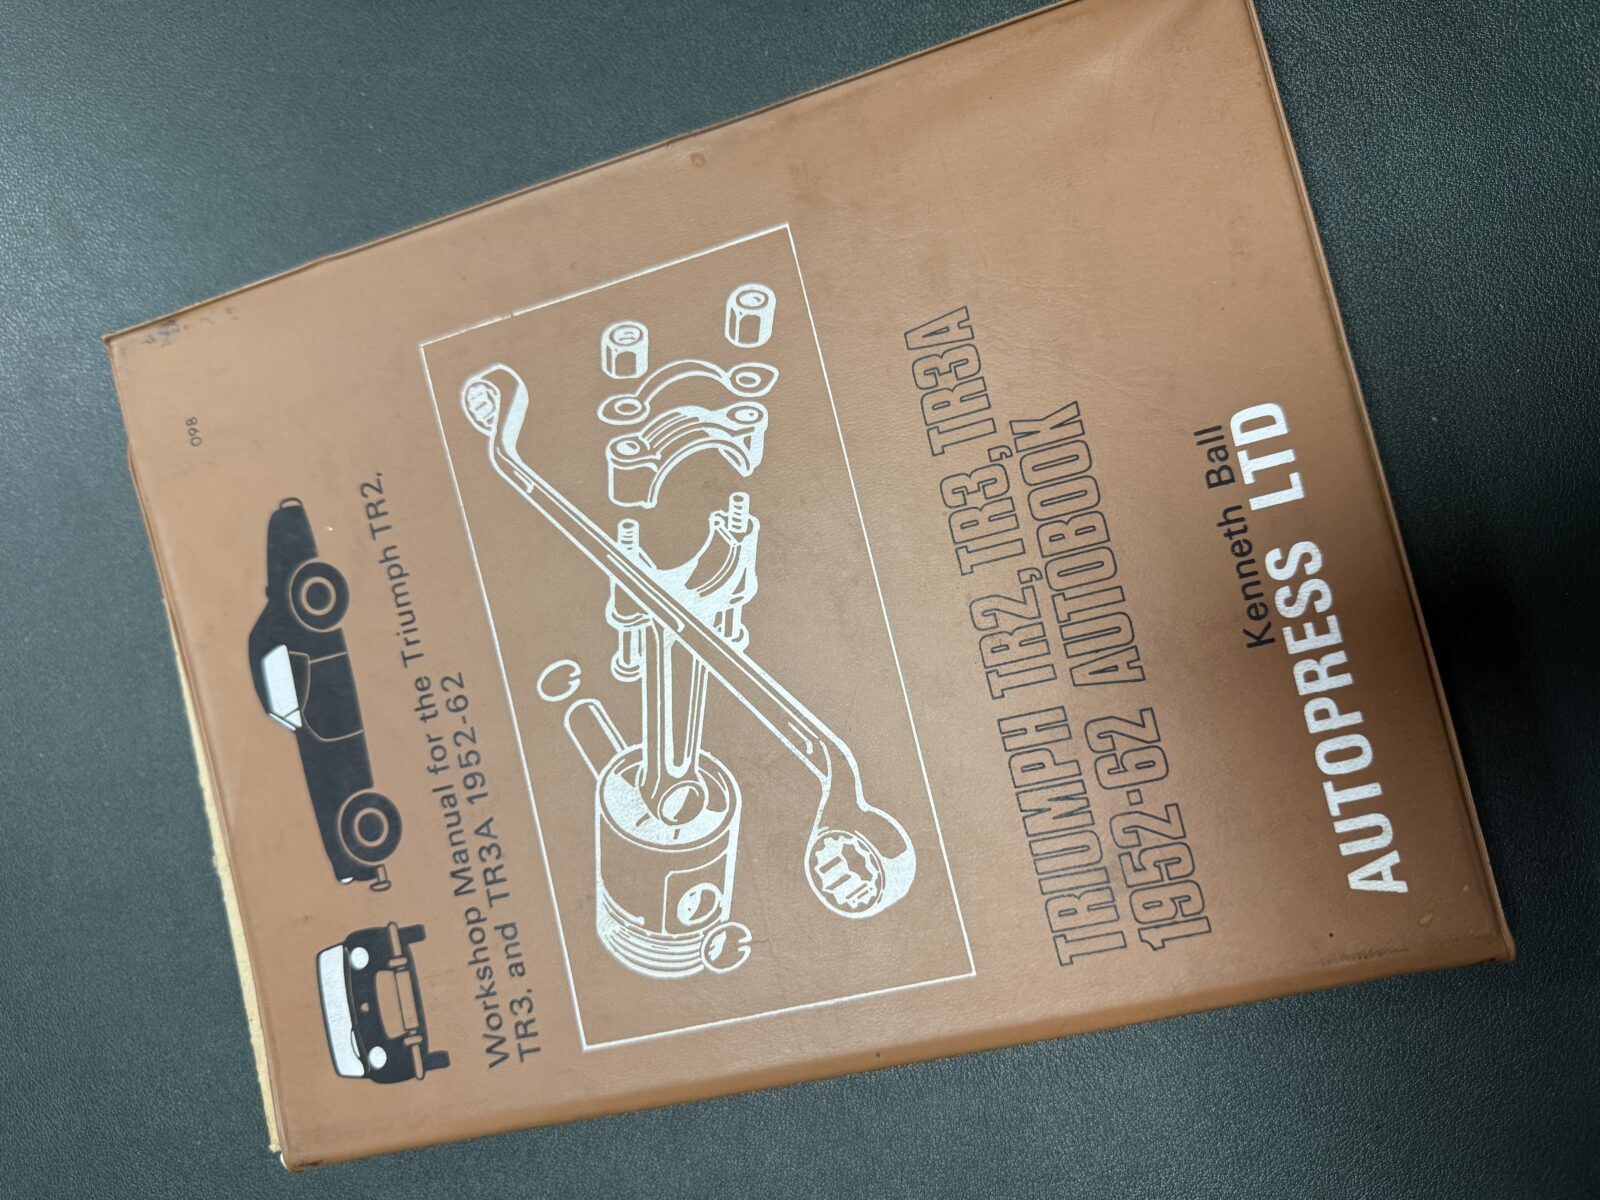 098
Workshop Manual for the Triumph TR2,
TR3, and TR3A 1952-62
TRIUMPH TR2,TR3,TR3A
1952-62 AUTOBOOK
Kenneth Ball
AUTOPRESS LTD